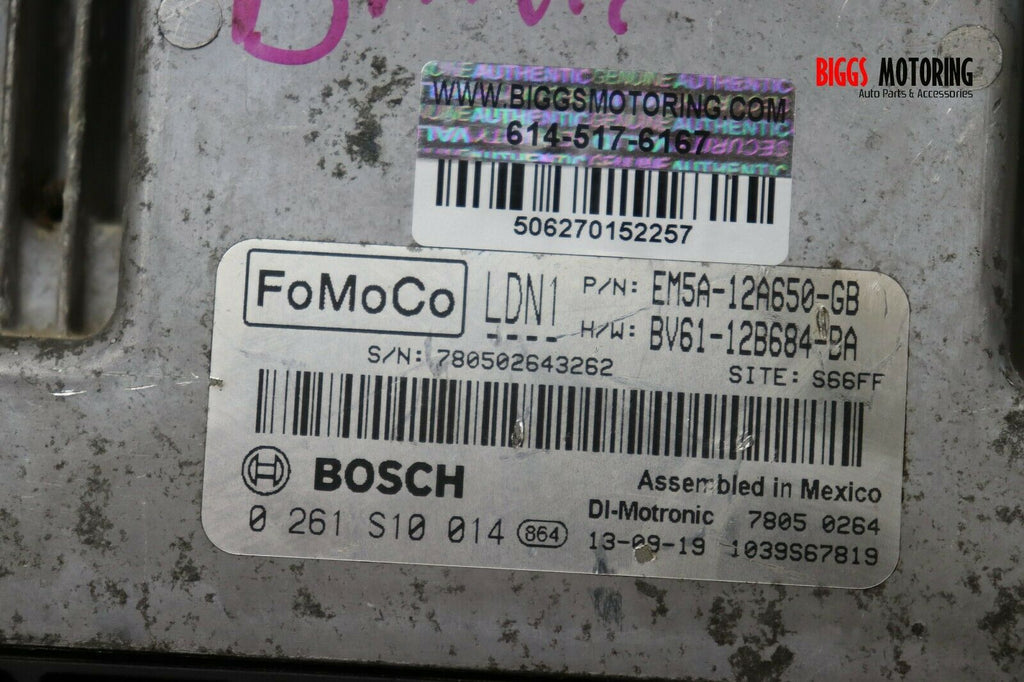 BIGGS MOTORING
Auto Parts & Accessories
WWW.BIGGSMOTORING.COM
614-517-6167
506270152257
FoMoCo
LDN1
P/N: EM5A-12A650-GB
H/W: BV61-12B684-BA
S/N: 780502643262
SITE: S66FF
BOSCH
Assembled in Mexico
DI-Motronic 7805 0264
0 261 S10 014 864
13-09-19 1039S67819